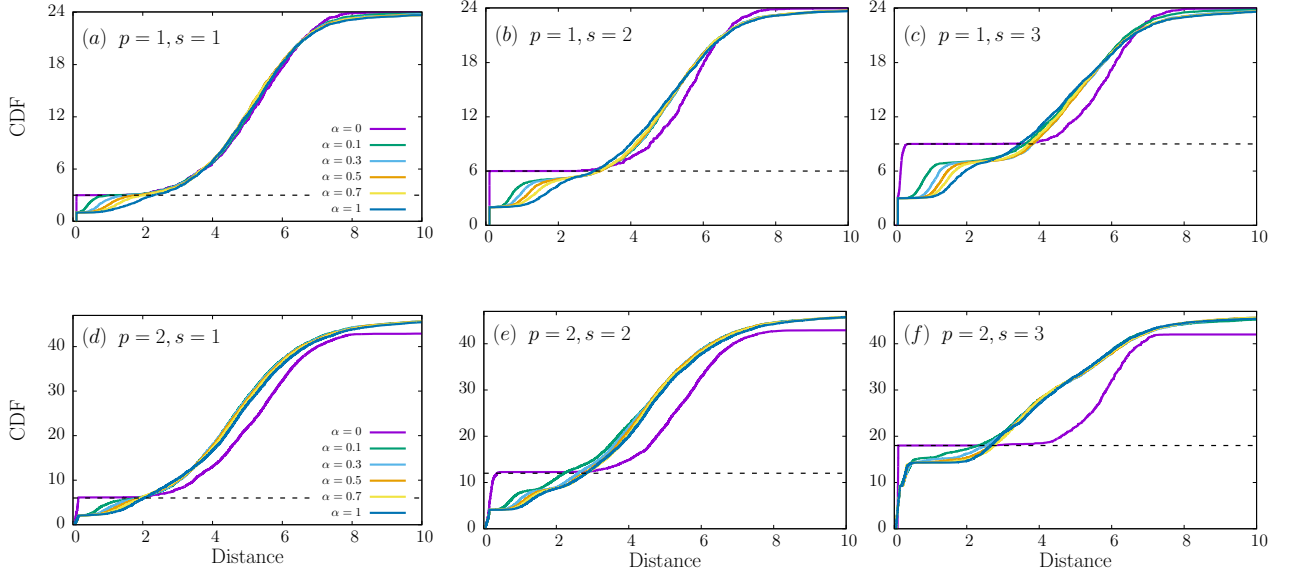 (a) p = 1, s = 1
CDF
24
18
12
6
0
α = 0
α = 0.1
α = 0.3
α = 0.5
α = 0.7
α = 1
0 2 4 6 8 10
(b) p = 1, s = 2
24
18
12
6
0
0 2 4 6 8 10
(c) p = 1, s = 3
24
18
12
6
0
0 2 4 6 8 10
(d) p = 2, s = 1
CDF
40
30
20
10
0
α = 0
α = 0.1
α = 0.3
α = 0.5
α = 0.7
α = 1
0 2 4 6 8 10
Distance
(e) p = 2, s = 2
40
30
20
10
0
0 2 4 6 8 10
Distance
(f) p = 2, s = 3
40
30
20
10
0
0 2 4 6 8 10
Distance